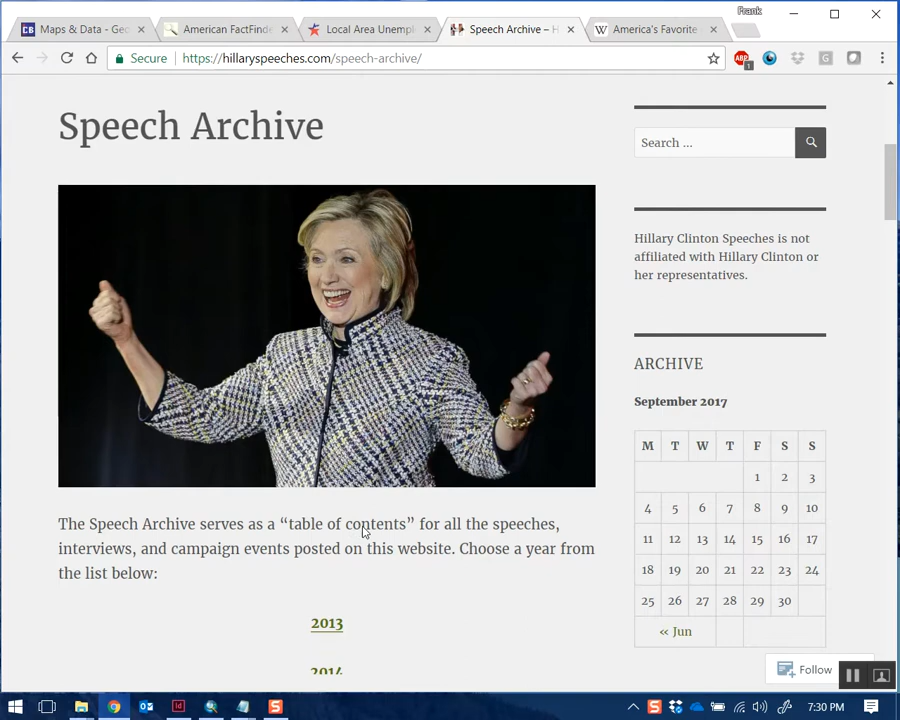 Frank
Maps & Data - Geo
American FactFinde
Local Area Unemplo
Speech Archive – H
America's Favorite
Secure
https://hillaryspeeches.com/speech-archive/
ABP
1
Speech Archive
Search ...
Hillary Clinton Speeches is not
affiliated with Hillary Clinton or
her representatives.
ARCHIVE
September 2017
M T W T F S S
1 2 3
4 5 6 7 8 9 10
11 12 13 14 15 16 17
18 19 20 21 22 23 24
25 26 27 28 29 30
« Jun
The Speech Archive serves as a “table of contents” for all the speeches,
interviews, and campaign events posted on this website. Choose a year from
the list below:
2013
2014
Follow
7:30 PM